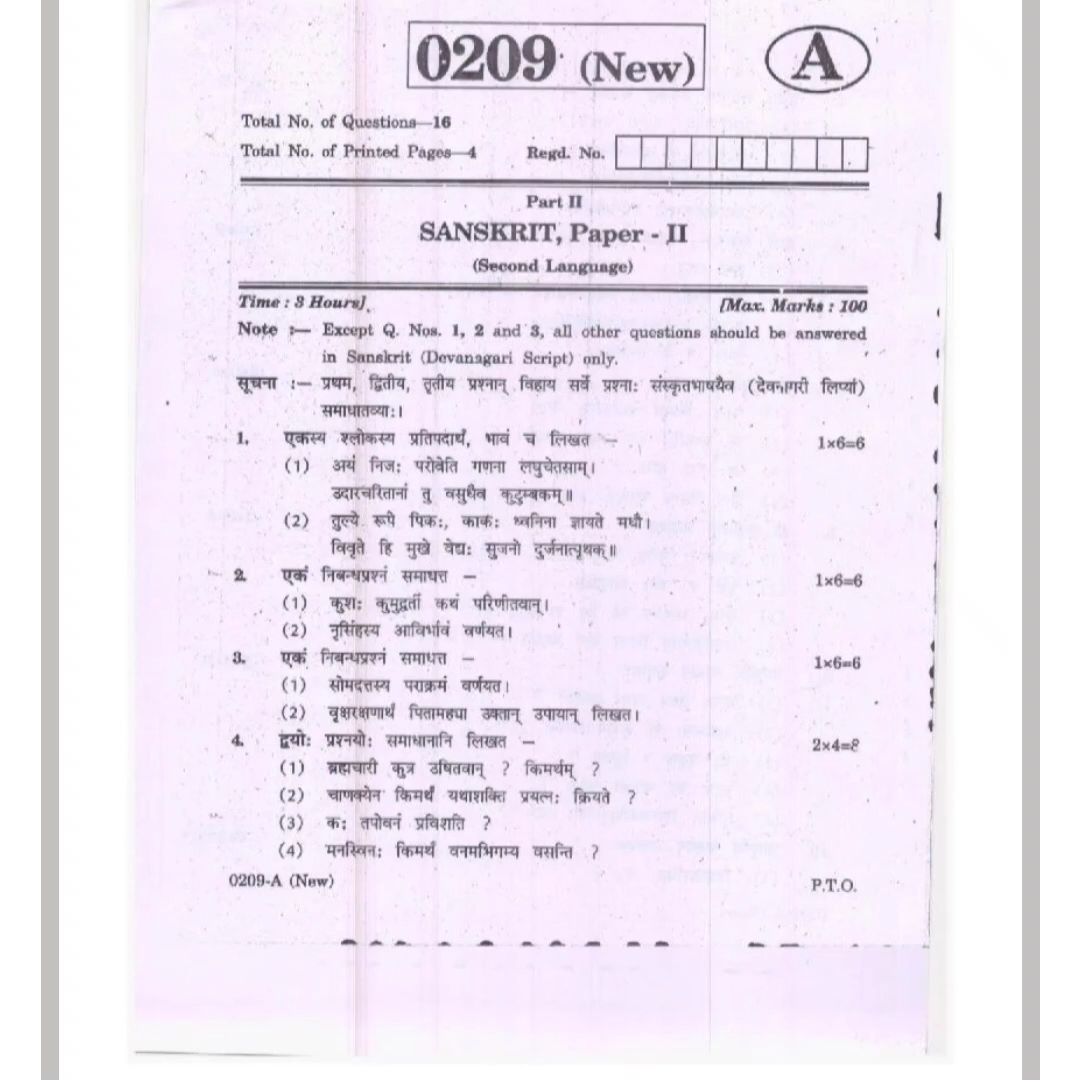 0209 (New) A
Total No. of Questions—16
Total No. of Printed Pages—4 Regd. No.
Part II
SANSKRIT, Paper - II
(Second Language)
Time : 3 Hours] [Max. Marks : 100
Note :— Except Q. Nos. 1, 2 and 3, all other questions should be answered
in Sanskrit (Devanagari Script) only.
सूचना :— प्रथम, द्वितीय, तृतीय प्रश्नान् विहाय सर्वे प्रश्नाः संस्कृतभाषयैव (देवनागरी लिप्यां)
समाधातव्याः।
1. एकस्य श्लोकस्य प्रतिपदार्थं, भावं च लिखत – 1×6=6
(1) अयं निजः परोवेति गणना लघुचेतसाम्।
उदारचरितानां तु वसुधैव कुटुम्बकम्॥
(2) तुल्ये रूपे पिकः, काकः ध्वनिना ज्ञायते मधौ।
विवृते हि मुखे वेद्यः सुजनो दुर्जनात्पृथक्॥
2. एकं निबन्धप्रश्नं समाधत्त – 1×6=6
(1) कुशः कुमुद्वतीं कथं परिणीतवान्।
(2) नृसिंहस्य आविर्भावं वर्णयत।
3. एकं निबन्धप्रश्नं समाधत्त – 1×6=6
(1) सोमदत्तस्य पराक्रमं वर्णयत।
(2) वृक्षरक्षणार्थं पितामह्या उक्तान् उपायान् लिखत।
4. द्वयोः प्रश्नयोः समाधानानि लिखत – 2×4=8
(1) ब्रह्मचारी कुत्र उषितवान् ? किमर्थम् ?
(2) चाणक्येन किमर्थं यथाशक्ति प्रयत्नः क्रियते ?
(3) कः तपोवनं प्रविशति ?
(4) मनस्विनः किमर्थं वनमभिगम्य वसन्ति ?
0209-A (New) P.T.O.